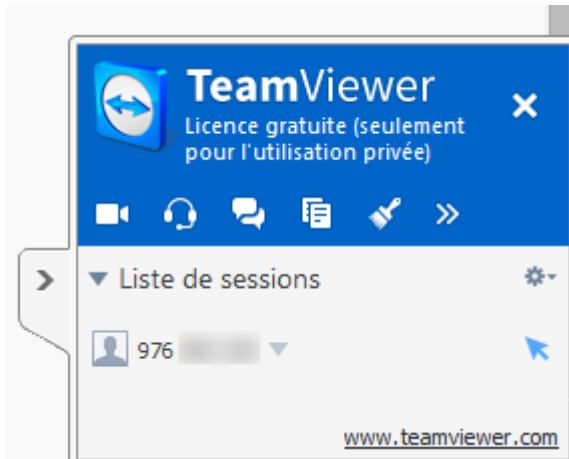 TeamViewer
Licence gratuite (seulement
pour l'utilisation privée)
Liste de sessions
976
www.teamviewer.com